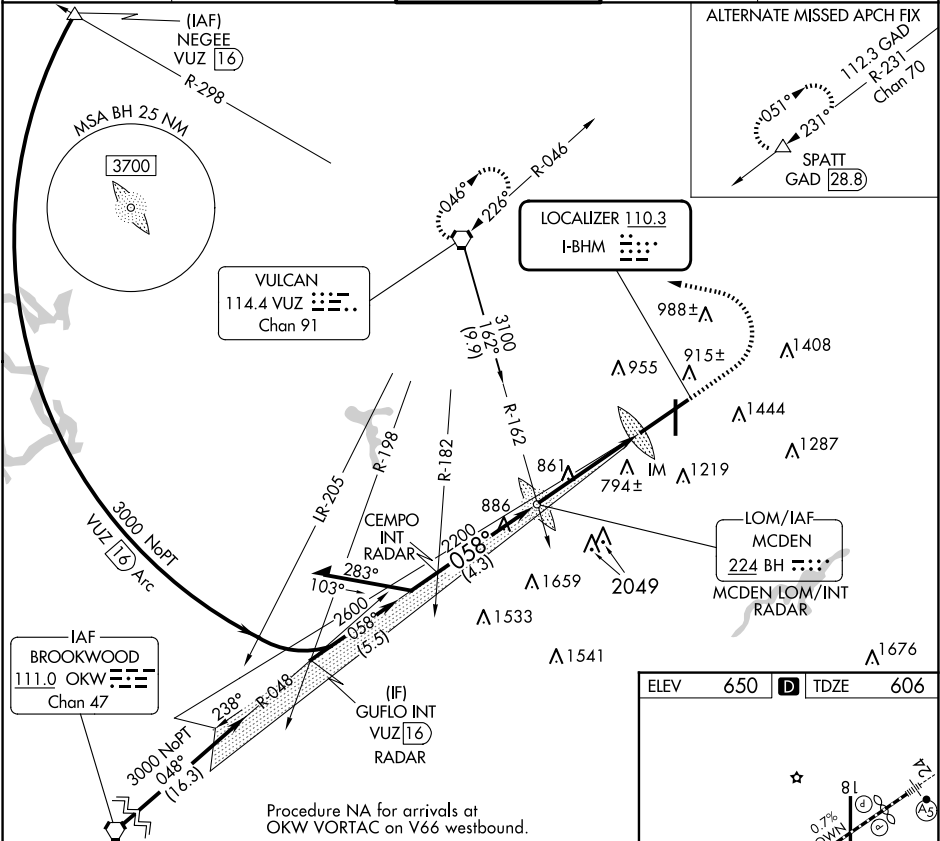 (IAF)
NEGEE
VUZ 16
R-298
MSA BH 25 NM
3700
ALTERNATE MISSED APCH FIX
112.3 GAD
R-231
Chan 70
051°
231°
SPATT
GAD 28.8
R-046
046°
226°
LOCALIZER 110.3
I-BHM
VULCAN
114.4 VUZ
Chan 91
3100
162°
(9.9)
R-162
988±
955
915±
1408
1444
1287
1219
IM
794±
861
886
LR-205
R-198
R-182
CEMPO
INT
RADAR
2200
058°
(4.3)
283°
103°
2600
058°
(5.5)
3000 NoPT
VUZ 16 Arc
2049
1659
1533
1541
1676
LOM/IAF
MCDEN
224 BH
MCDEN LOM/INT
RADAR
IAF
BROOKWOOD
111.0 OKW
Chan 47
238°
R-048
(IF)
GUFLO INT
VUZ 16
RADAR
3000 NoPT
048°
(16.3)
Procedure NA for arrivals at
OKW VORTAC on V66 westbound.
ELEV 650 D TDZE 606
18
24
0.7%
P
P
A5